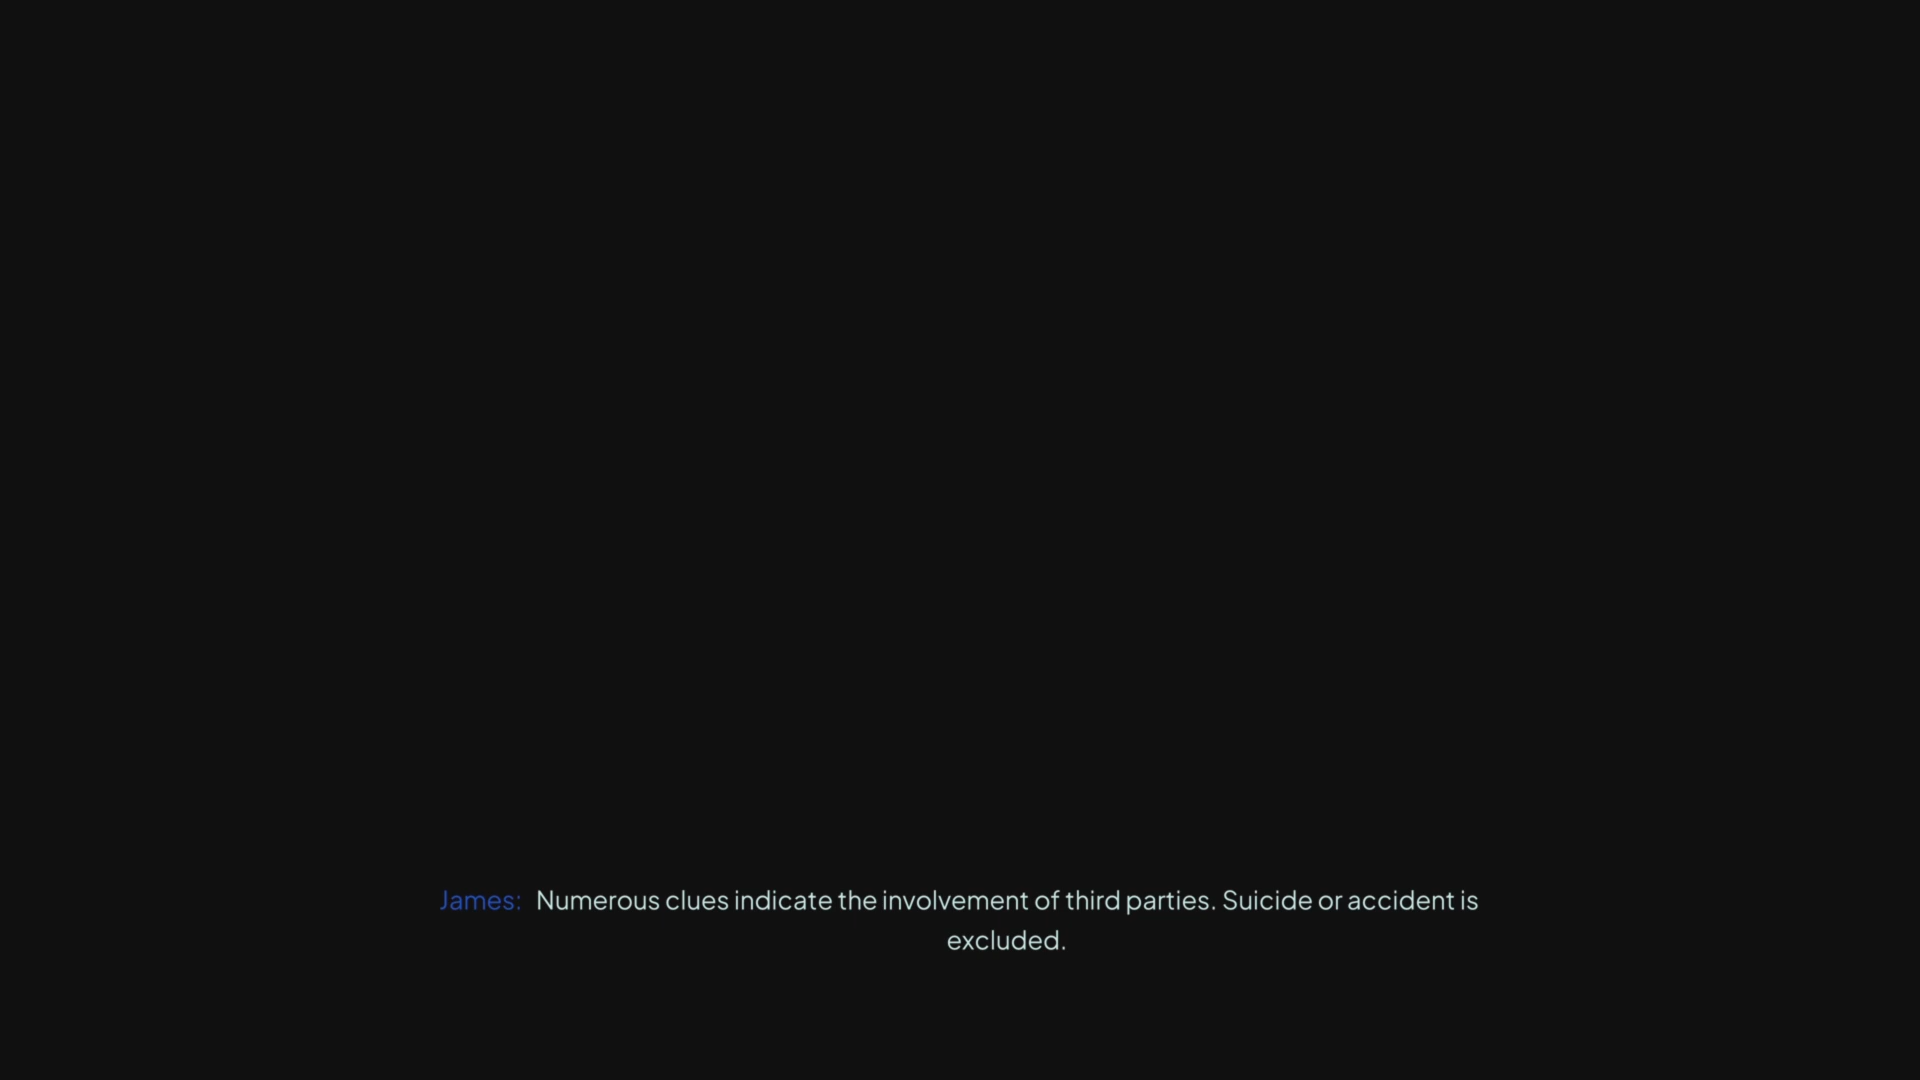 James: Numerous clues indicate the involvement of third parties. Suicide or accident is
excluded.